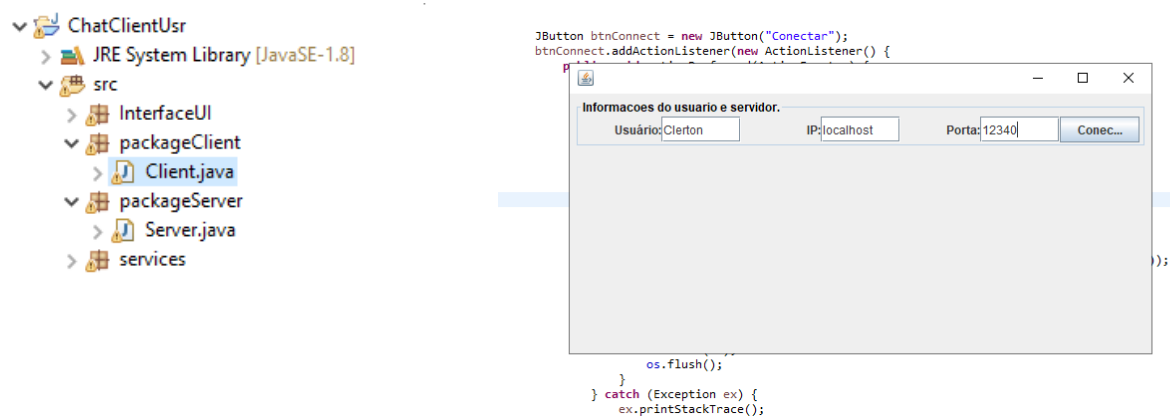 ChatClientUsr
JRE System Library [JavaSE-1.8]
src
InterfaceUI
packageClient
Client.java
packageServer
Server.java
services
JButton btnConnect = new JButton("Conectar");
btnConnect.addActionListener(new ActionListener() {
Informacoes do usuario e servidor.
Usuário: Clerton IP: localhost Porta: 12340 Conec...
));
os.flush();
}
} catch (Exception ex) {
ex.printStackTrace();